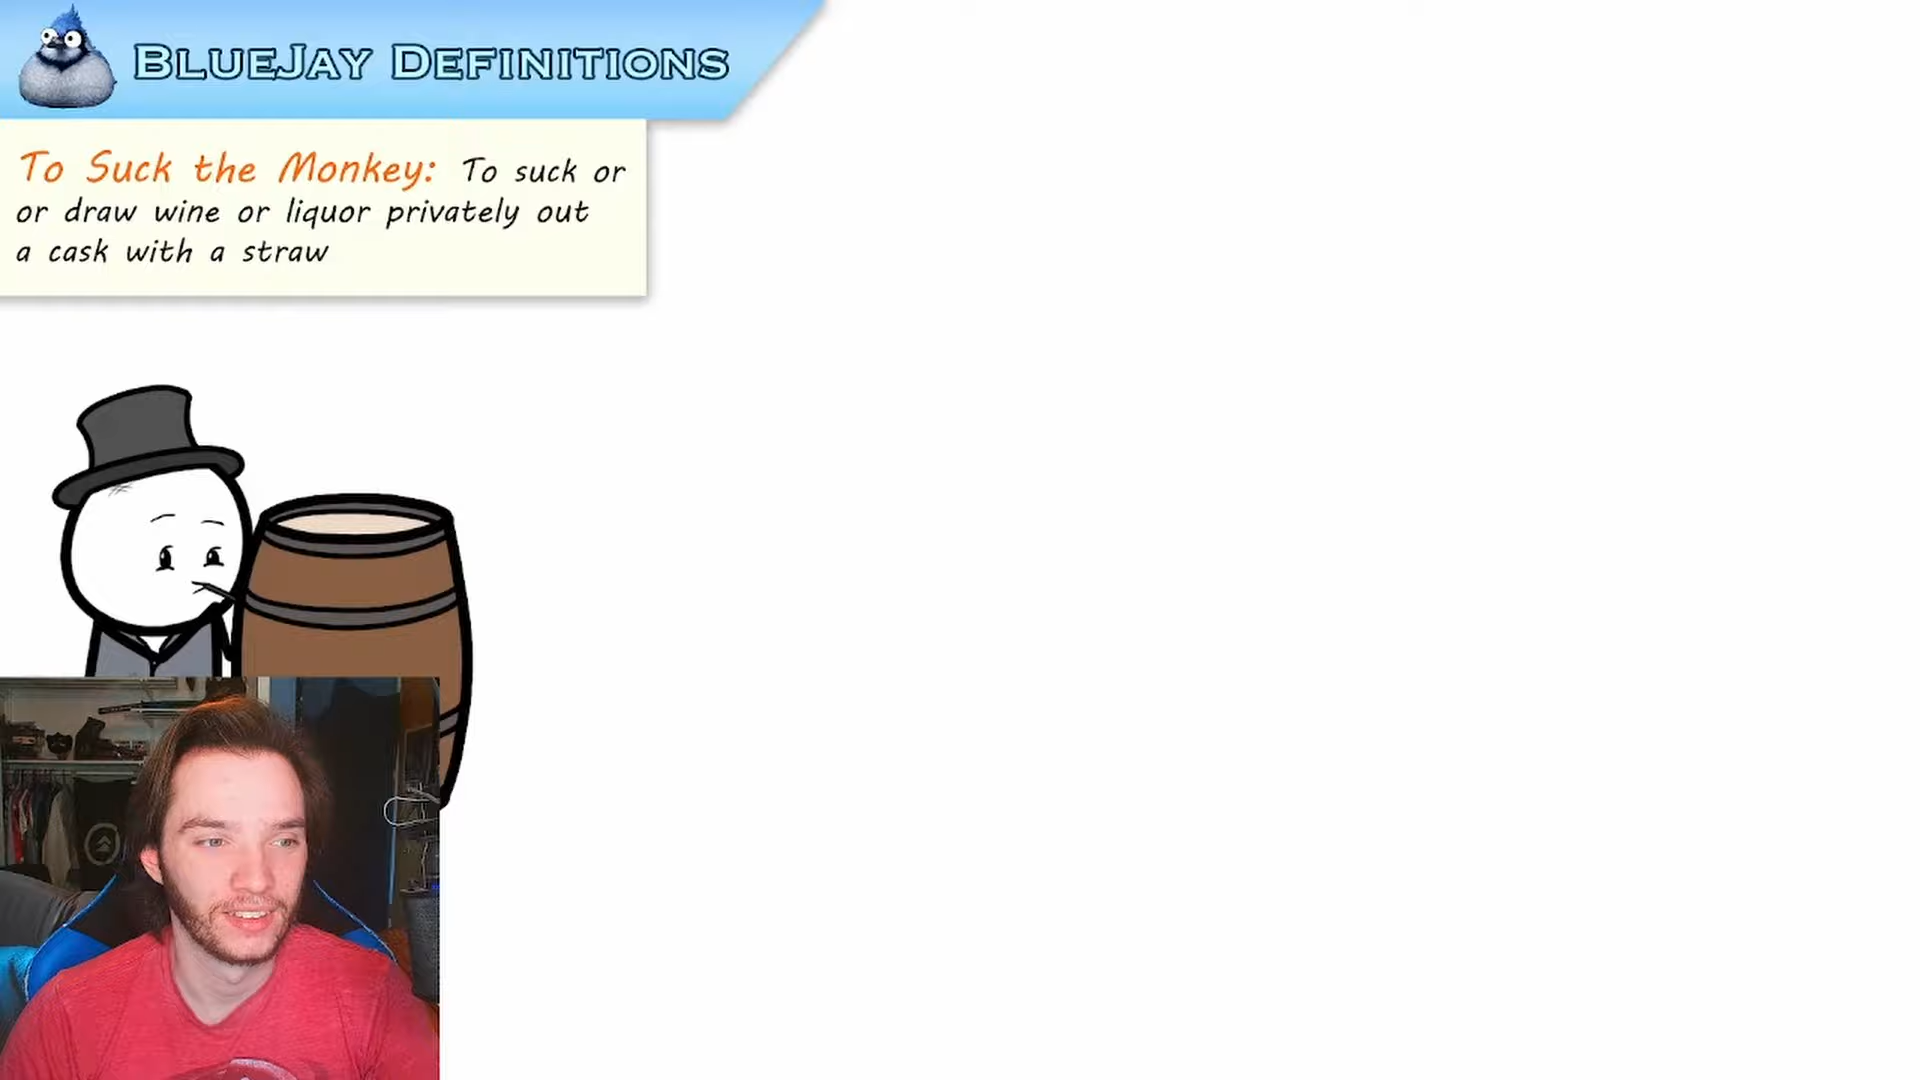 BLUEJAY DEFINITIONS
To Suck the Monkey: To suck or
or draw wine or liquor privately out
a cask with a straw